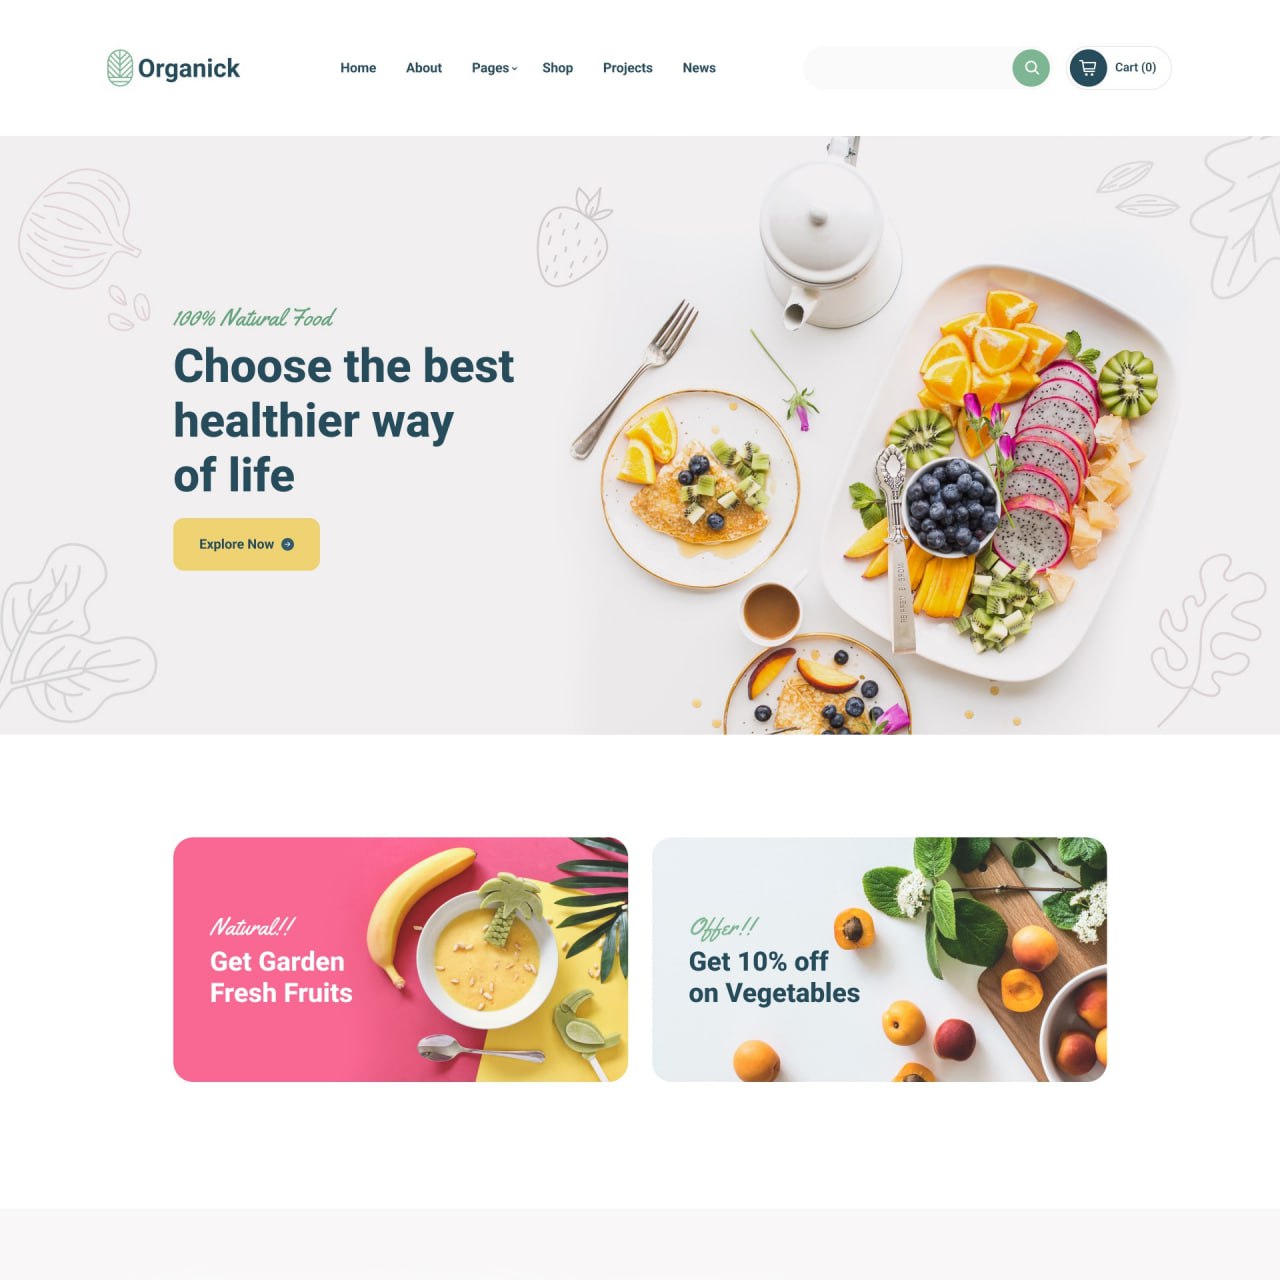 Organick
Home
About
Pages
Shop
Projects
News
Cart (0)
100% Natural Food
Choose the best
healthier way
of life
Explore Now
Natural!!
Get Garden
Fresh Fruits
Offer!!
Get 10% off
on Vegetables